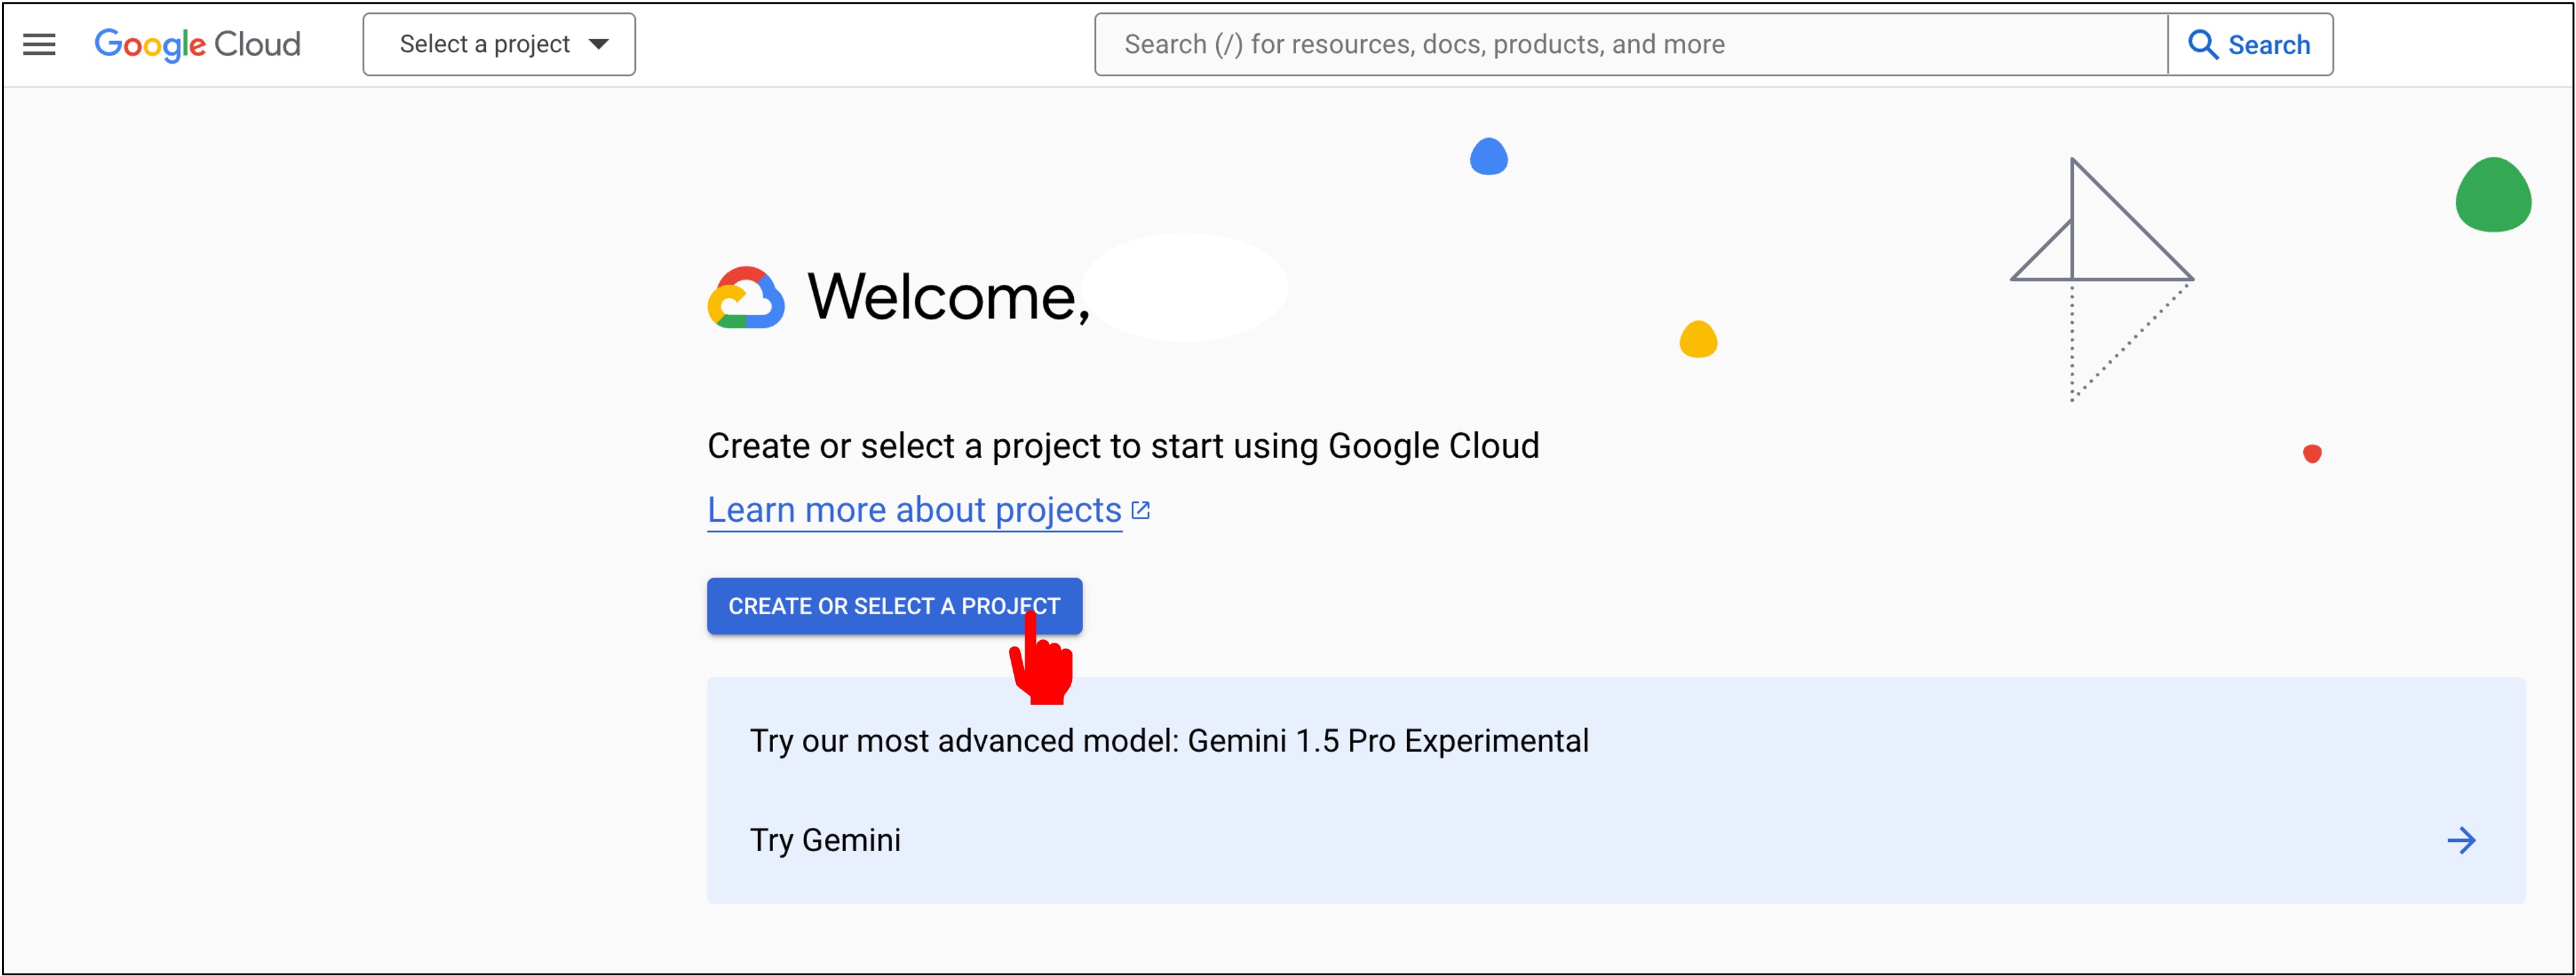 Google Cloud
Select a project
Search (/) for resources, docs, products, and more
Search
Welcome,
Create or select a project to start using Google Cloud
Learn more about projects
CREATE OR SELECT A PROJECT
Try our most advanced model: Gemini 1.5 Pro Experimental
Try Gemini